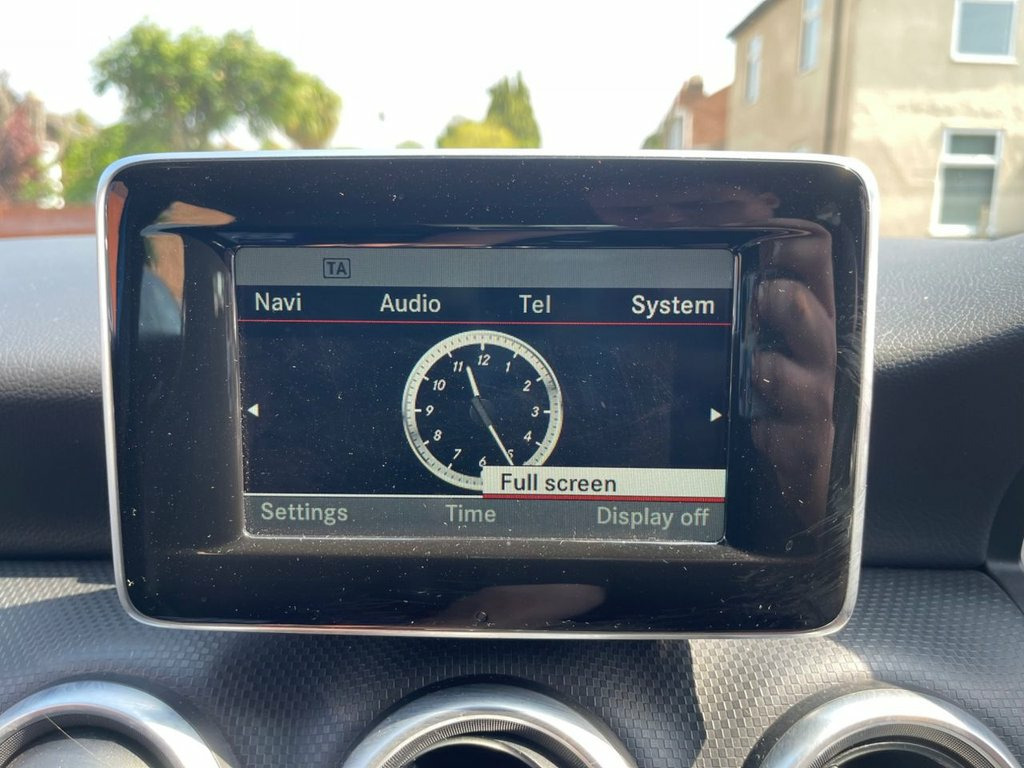 TA
Navi Audio Tel System
12
11 1
10 2
9 3
8 4
7 5
6
Full screen
Settings Time Display off